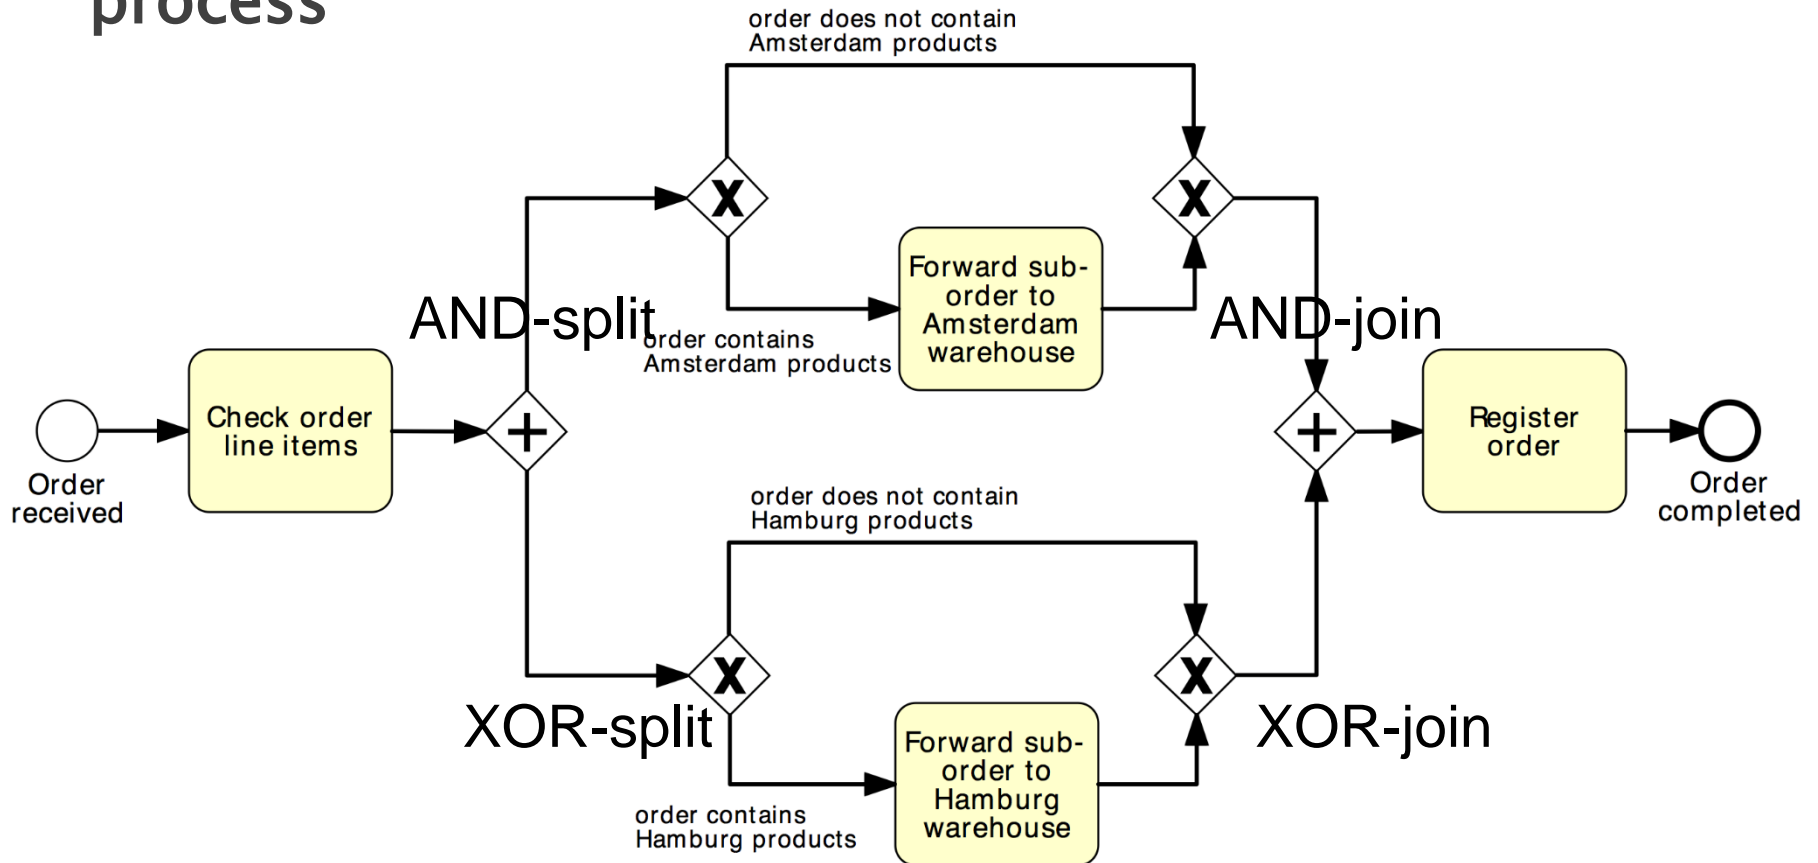 process
order does not contain
Amsterdam products
Forward sub-
order to
Amsterdam
warehouse
AND-split
AND-join
order contains
Amsterdam products
Check order
line items
Register
order
Order
received
Order
completed
order does not contain
Hamburg products
XOR-split
XOR-join
Forward sub-
order to
Hamburg
warehouse
order contains
Hamburg products